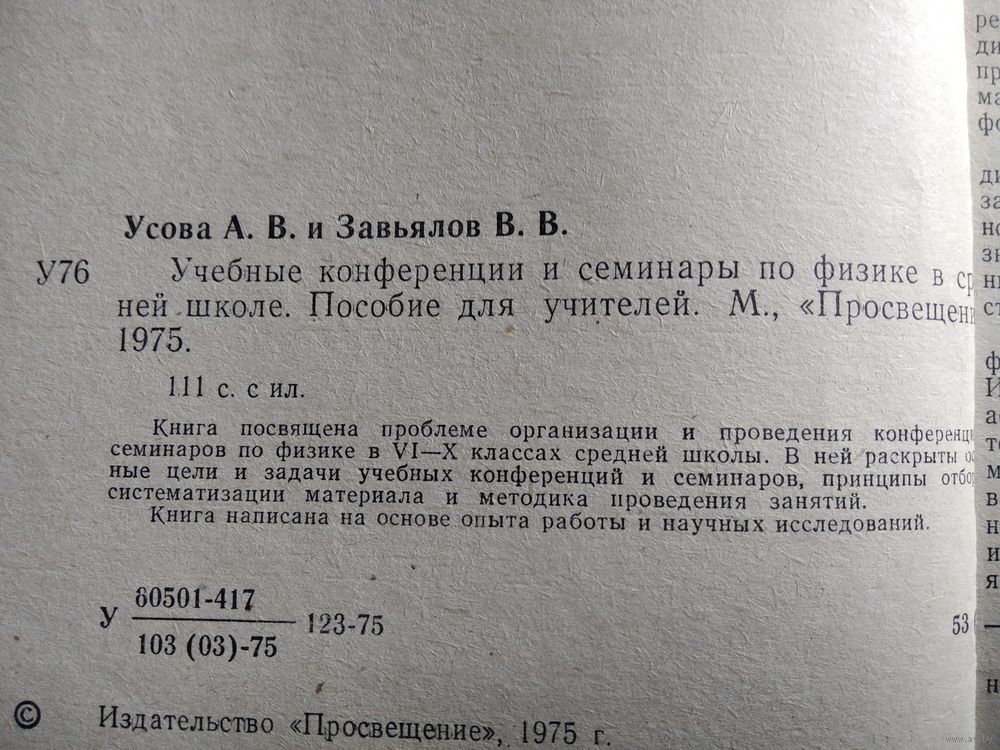 Усова А. В. и Завьялов В. В.
У76 Учебные конференции и семинары по физике в
ней школе. Пособие для учителей. М.,
1975.
111 с. с ил.
Книга посвящена проблеме организации и проведения
семинаров по физике в VI—X классах средней школы. В ней раскрыты
ные цели и задачи учебных конференций и семинаров, принципы
систематизации материала и методика проведения занятий.
Книга написана на основе опыта работы и научных исследований.
У 60501-417
103 (03)-75
123-75
53
© Издательство «Просвещение», 1975 г.